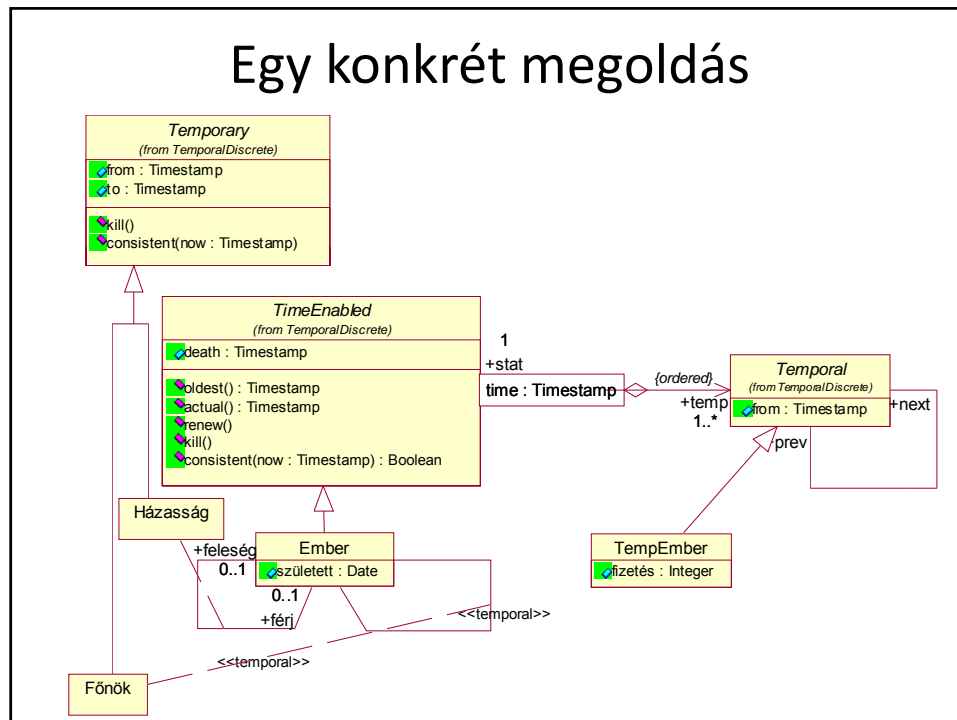 Egy konkrét megoldás
Temporary
(from TemporalDiscrete)
from : Timestamp
to : Timestamp
kill()
consistent(now : Timestamp)
TimeEnabled
(from TemporalDiscrete)
death : Timestamp
oldest() : Timestamp
actual() : Timestamp
renew()
kill()
consistent(now : Timestamp) : Boolean
1
+stat
time : Timestamp
{ordered}
+temp
1..*
Temporal
(from TemporalDiscrete)
from : Timestamp
+next
-prev
Házasság
+feleség
0..1
Ember
született : Date
0..1
+férj
TempEmber
fizetés : Integer
<<temporal>>
<<temporal>>
Főnök